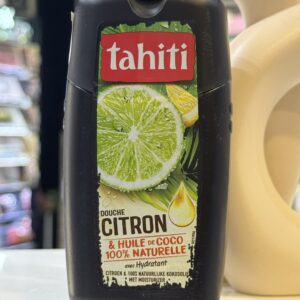 tahiti
DOUCHE
CITRON
& HUILE DE COCO
100% NATURELLE
avec Hydratant
CITROEN & 100% NATUURLIJKE KOKOSOLIE
MET MOISTURIZER